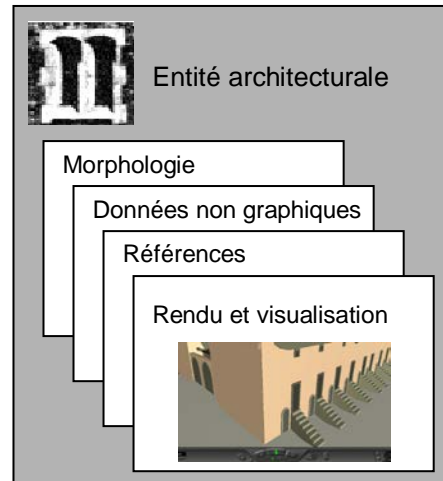 Entité architecturale
Morphologie
Données non graphiques
Références
Rendu et visualisation